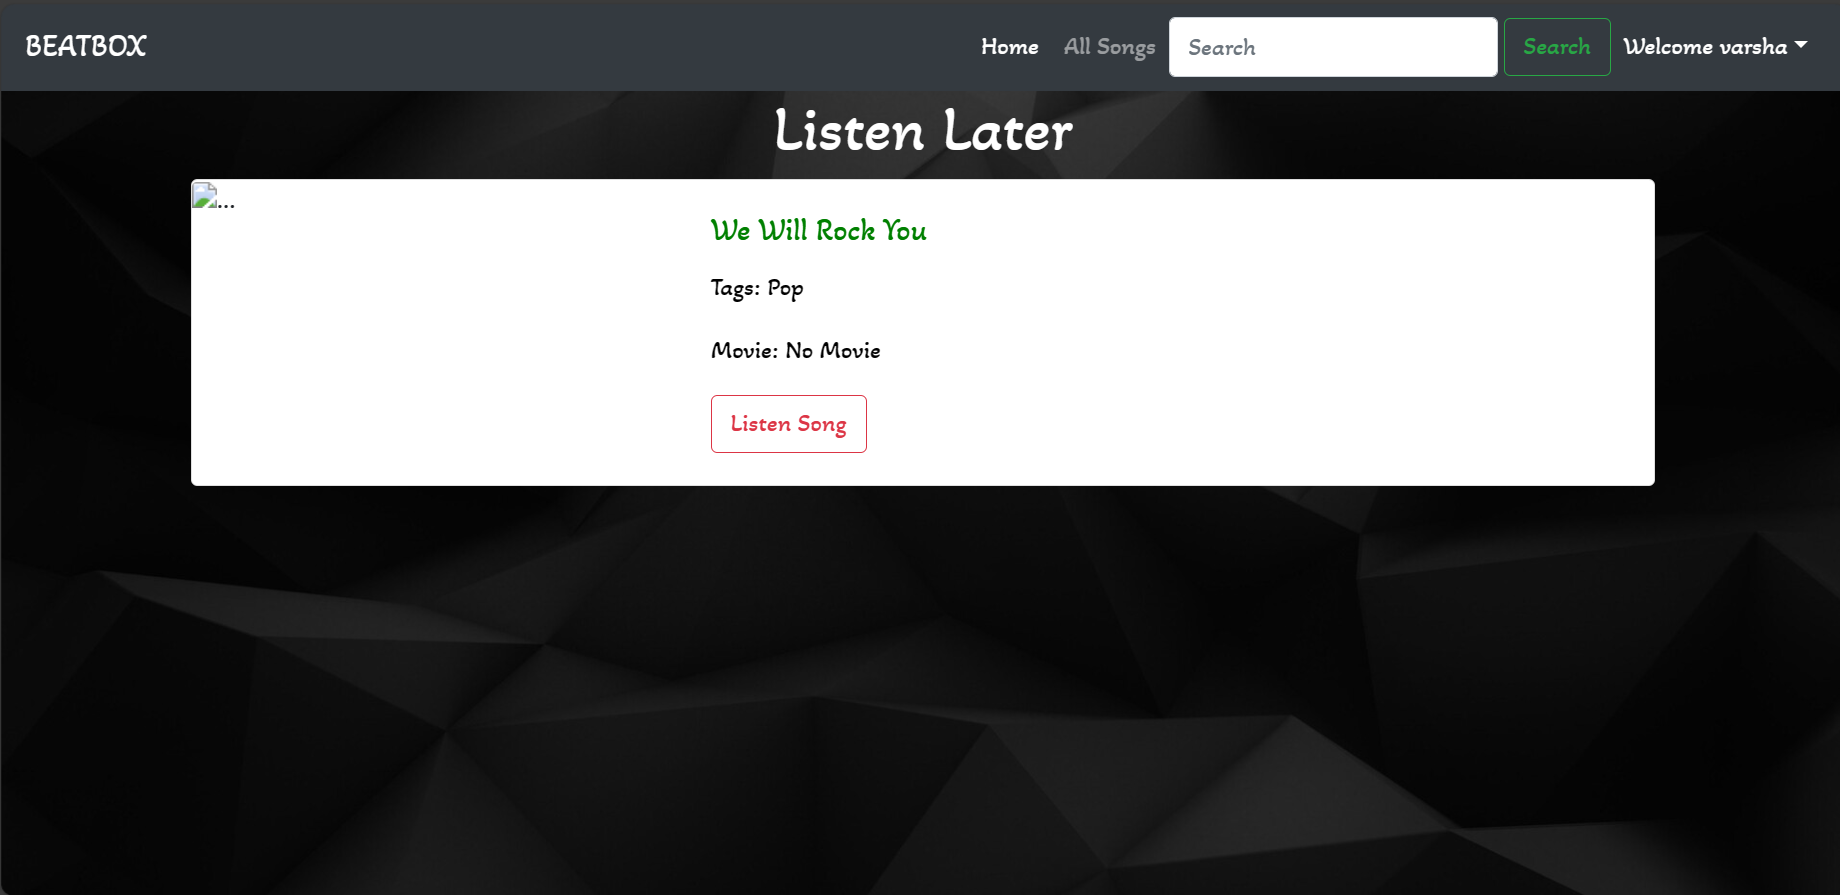 BEATBOX Home All Songs Search Search Welcome varsha
Listen Later
...
We Will Rock You
Tags: Pop
Movie: No Movie
Listen Song